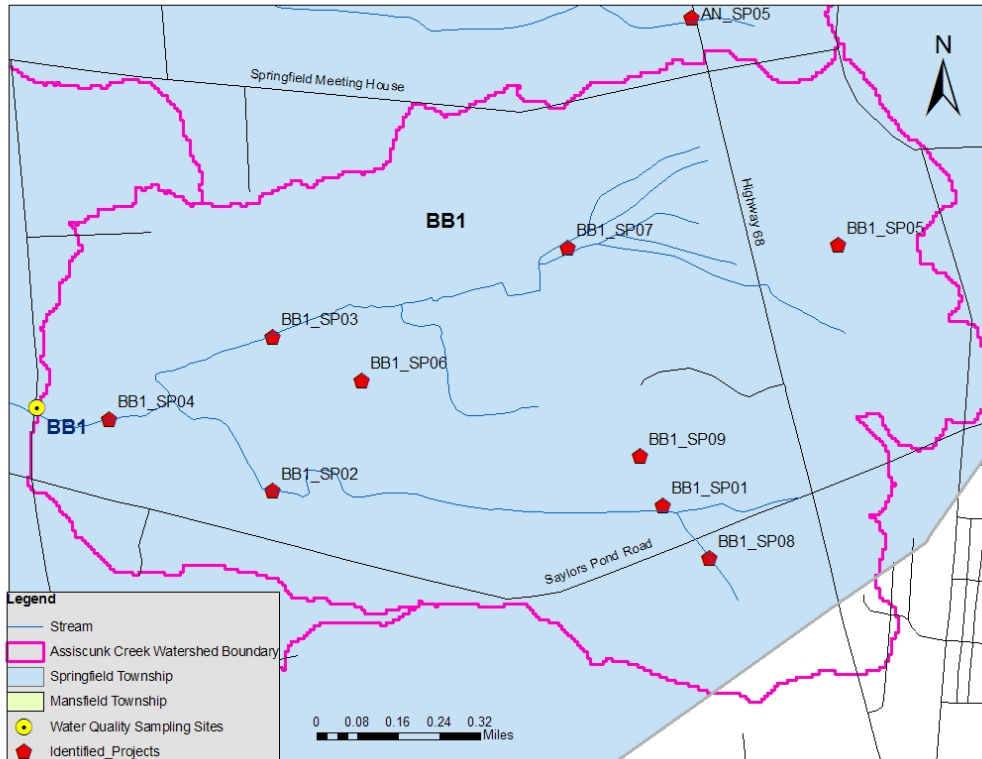 AN_SP05
N
Springfield Meeting House
BB1
Highway 68
BB1_SP07
BB1_SP05
BB1_SP03
BB1_SP06
BB1_SP04
BB1
BB1_SP09
BB1_SP02
BB1_SP01
Saylors Pond Road
BB1_SP08
Legend
Stream
Assiscunk Creek Watershed Boundary
Springfield Township
Mansfield Township
Water Quality Sampling Sites
Identified_Projects
0 0.08 0.16 0.24 0.32
Miles